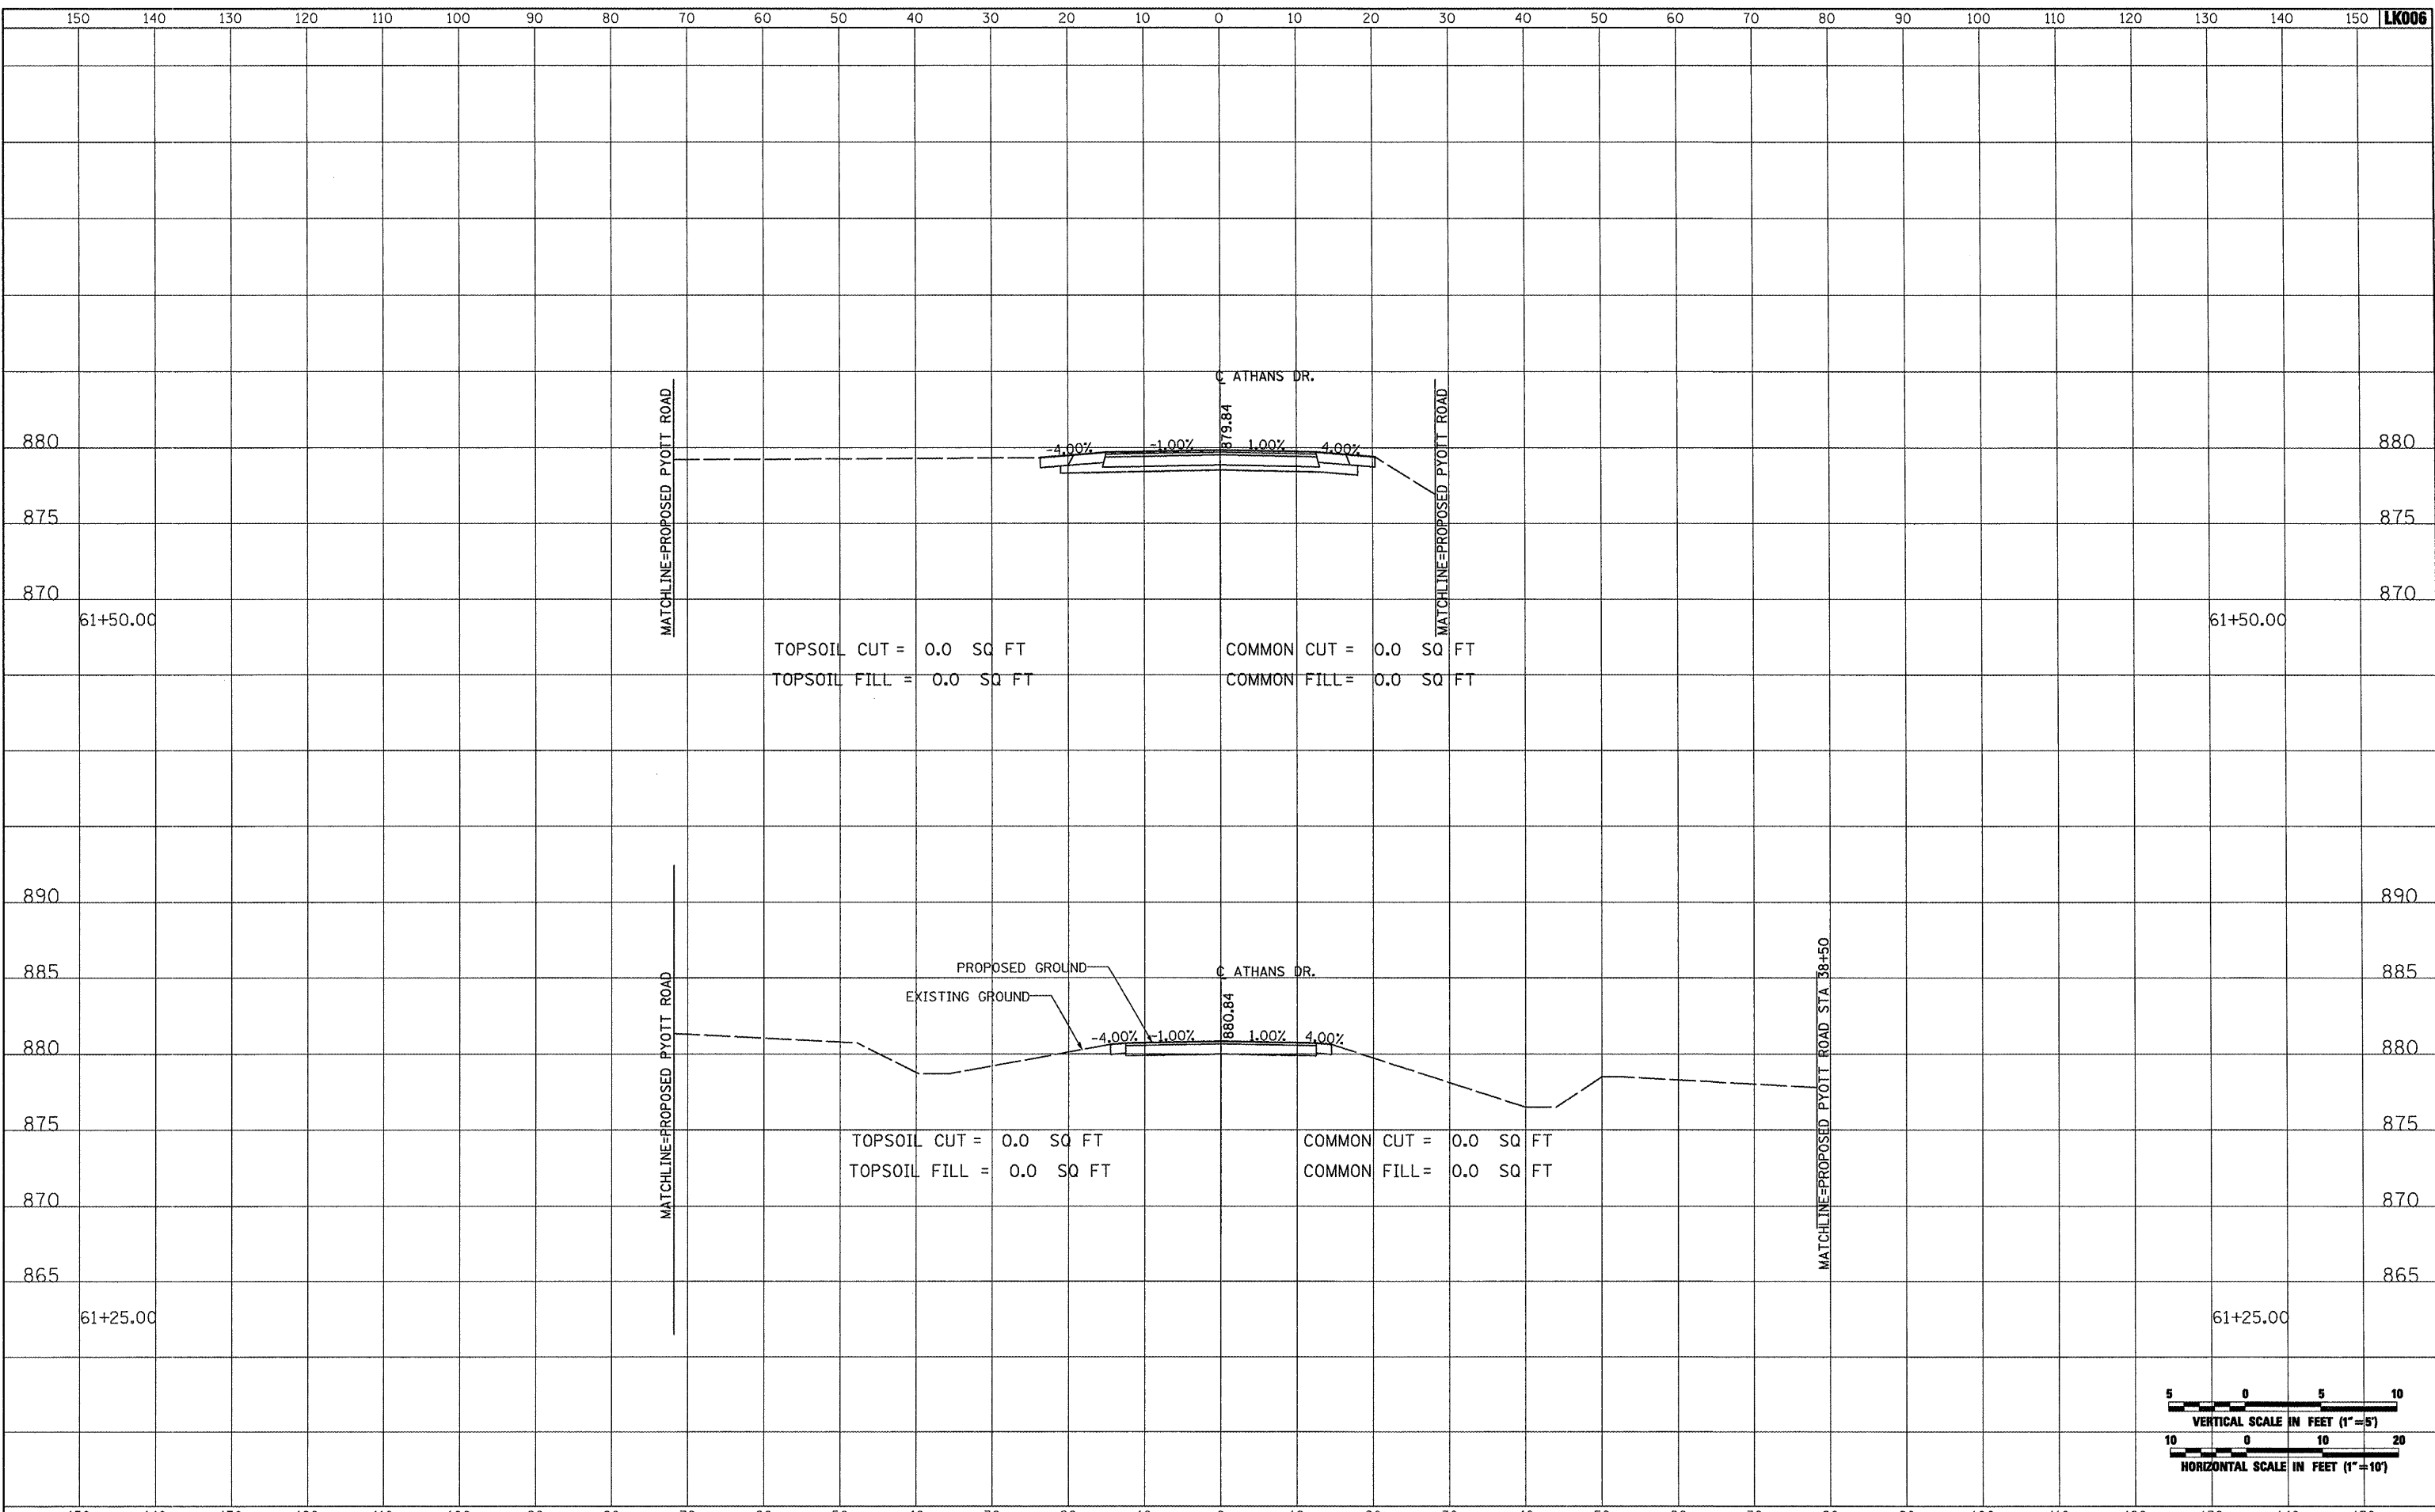 150 140 130 120 110 100 90 80 70 60 50 40 30 20 10 0 10 20 30 40 50 60 70 80 90 100 110 120 130 140 150 LK006
℄ ATHANS DR.
MATCHLINE=PROPOSED PYOTT ROAD
879.84
MATCHLINE=PROPOSED PYOTT ROAD
880 -4.00% -1.00% 1.00% 4.00% 880
875 875
870 870
61+50.00 61+50.00
TOPSOIL CUT = 0.0 SQ FT COMMON CUT = 0.0 SQ FT
TOPSOIL FILL = 0.0 SQ FT COMMON FILL= 0.0 SQ FT
890 890
885 PROPOSED GROUND ℄ ATHANS DR. 885
EXISTING GROUND
MATCHLINE=PROPOSED PYOTT ROAD
880.84
MATCHLINE=PROPOSED PYOTT ROAD STA 38+50
880 -4.00% -1.00% 1.00% 4.00% 880
875 875
TOPSOIL CUT = 0.0 SQ FT COMMON CUT = 0.0 SQ FT
TOPSOIL FILL = 0.0 SQ FT COMMON FILL= 0.0 SQ FT
870 870
865 865
61+25.00 61+25.00
5 0 5 10
VERTICAL SCALE IN FEET (1"=5')
10 0 10 20
HORIZONTAL SCALE IN FEET (1"=10')